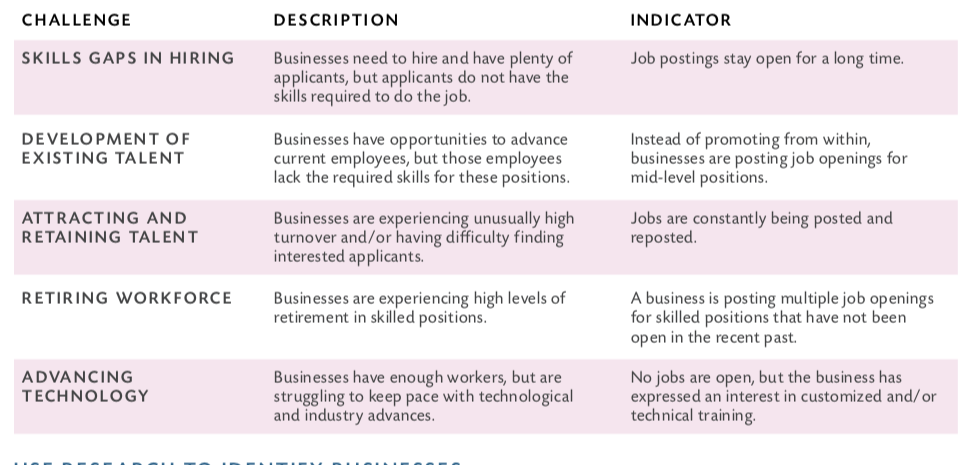 CHALLENGE DESCRIPTION INDICATOR
SKILLS GAPS IN HIRING
Businesses need to hire and have plenty of
applicants, but applicants do not have the
skills required to do the job.
Job postings stay open for a long time.
DEVELOPMENT OF
EXISTING TALENT
Businesses have opportunities to advance
current employees, but those employees
lack the required skills for these positions.
Instead of promoting from within,
businesses are posting job openings for
mid-level positions.
ATTRACTING AND
RETAINING TALENT
Businesses are experiencing unusually high
turnover and/or having difficulty finding
interested applicants.
Jobs are constantly being posted and
reposted.
RETIRING WORKFORCE
Businesses are experiencing high levels of
retirement in skilled positions.
A business is posting multiple job openings
for skilled positions that have not been
open in the recent past.
ADVANCING
TECHNOLOGY
Businesses have enough workers, but are
struggling to keep pace with technological
and industry advances.
No jobs are open, but the business has
expressed an interest in customized and/or
technical training.
USE RESEARCH TO IDENTIFY BUSINESSES